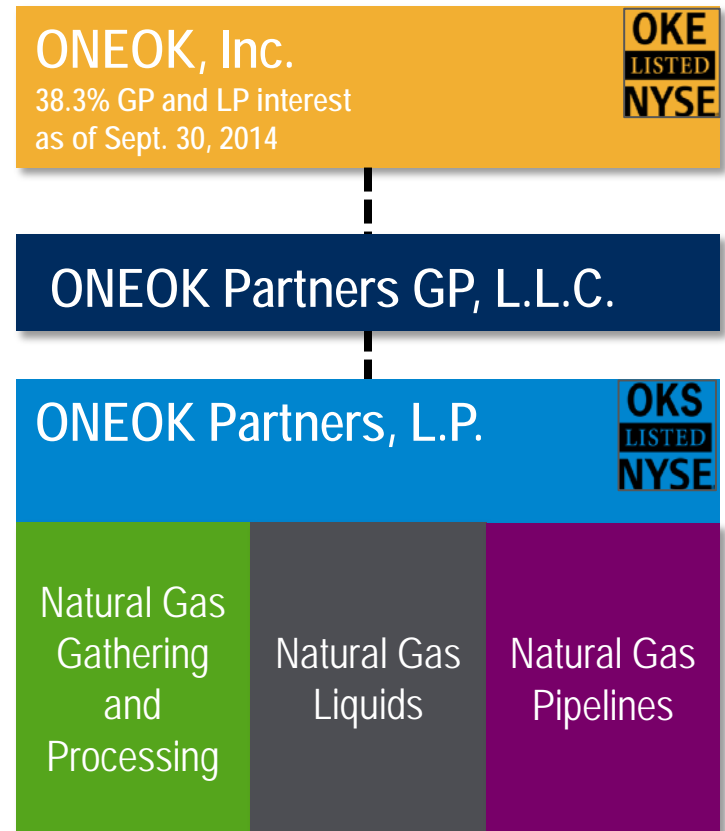 ONEOK, Inc.
38.3% GP and LP interest
as of Sept. 30, 2014
OKE
LISTED
NYSE
ONEOK Partners GP, L.L.C.
ONEOK Partners, L.P.
OKS
LISTED
NYSE
Natural Gas
Gathering
and
Processing
Natural Gas
Liquids
Natural Gas
Pipelines